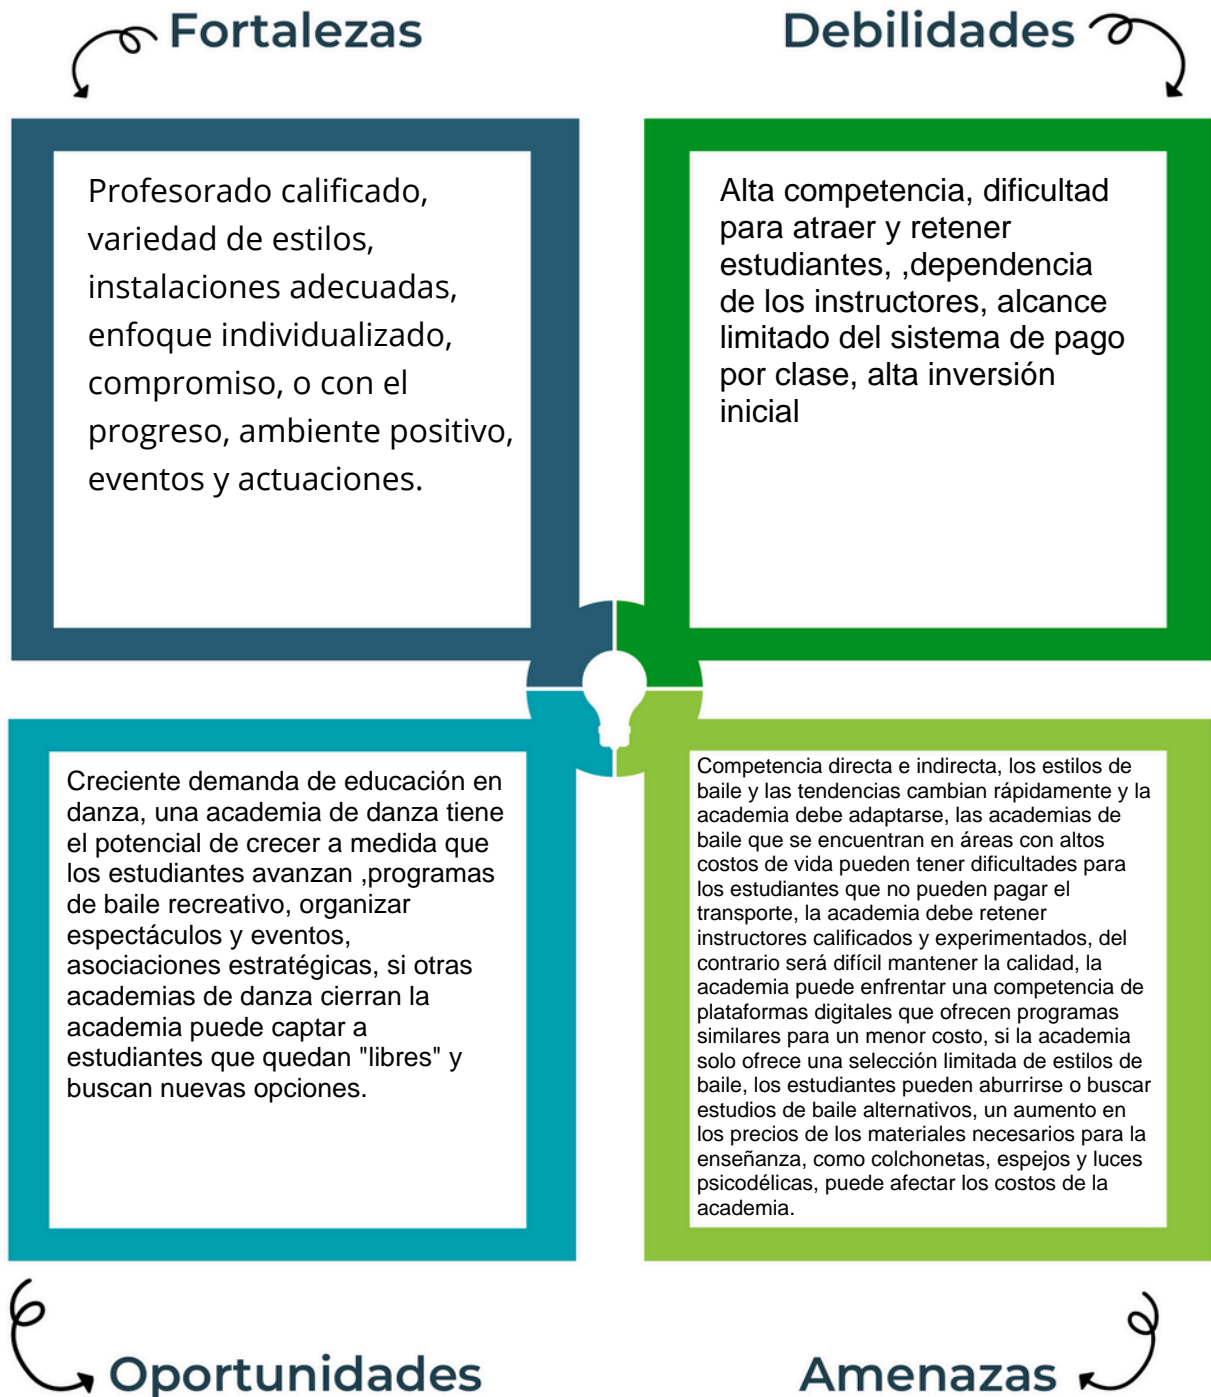 Fortalezas
Profesorado calificado,
variedad de estilos,
instalaciones adecuadas,
enfoque individualizado,
compromiso, o con el
progreso, ambiente positivo,
eventos y actuaciones.
Debilidades
Alta competencia, dificultad
para atraer y retener
estudiantes, ,dependencia
de los instructores, alcance
limitado del sistema de pago
por clase, alta inversión
inicial
Creciente demanda de educación en
danza, una academia de danza tiene
el potencial de crecer a medida que
los estudiantes avanzan ,programas
de baile recreativo, organizar
espectáculos y eventos,
asociaciones estratégicas, si otras
academias de danza cierran la
academia puede captar a
estudiantes que quedan "libres" y
buscan nuevas opciones.
Oportunidades
Competencia directa e indirecta, los estilos de
baile y las tendencias cambian rápidamente y la
academia debe adaptarse, las academias de
baile que se encuentran en áreas con altos
costos de vida pueden tener dificultades para
los estudiantes que no pueden pagar el
transporte, la academia debe retener
instructores calificados y experimentados, del
contrario será difícil mantener la calidad, la
academia puede enfrentar una competencia de
plataformas digitales que ofrecen programas
similares para un menor costo, si la academia
solo ofrece una selección limitada de estilos de
baile, los estudiantes pueden aburrirse o buscar
estudios de baile alternativos, un aumento en
los precios de los materiales necesarios para la
enseñanza, como colchonetas, espejos y luces
psicodélicas, puede afectar los costos de la
academia.
Amenazas